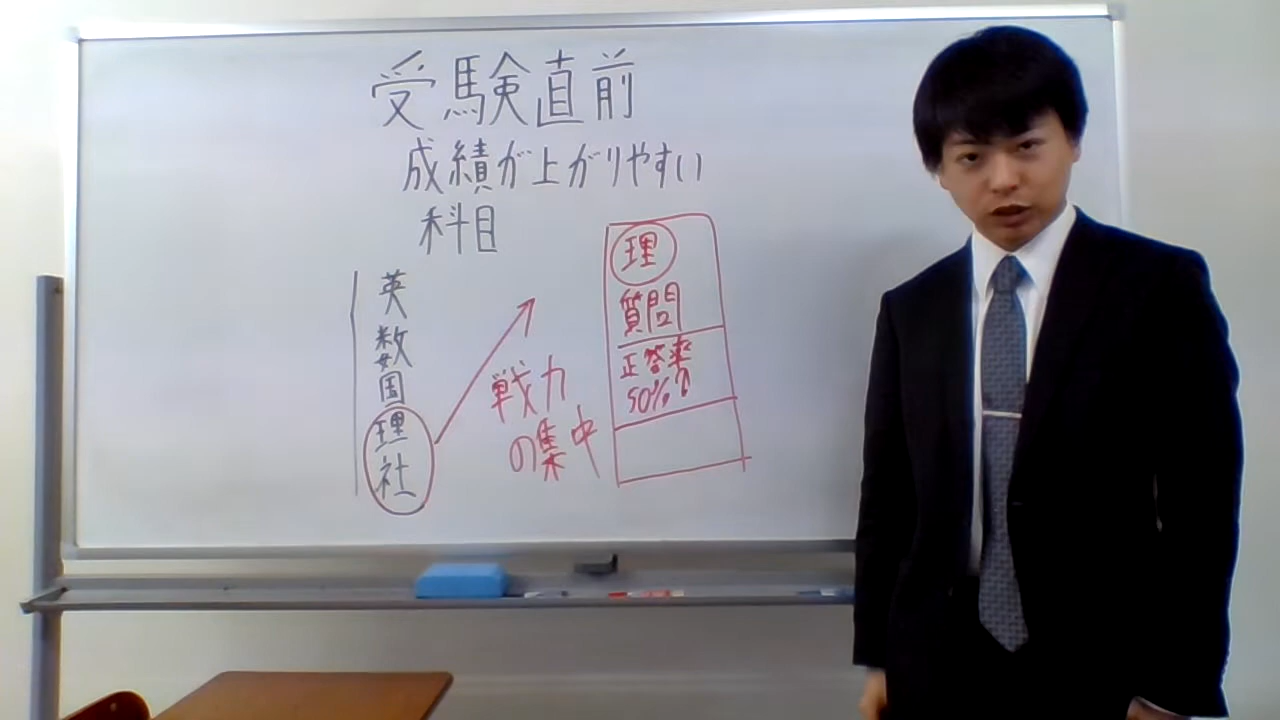 受験直前
成績が上がりやすい
科目
英
数
国
理
社
戦力
の集中
理
質問
正答率
50%↑